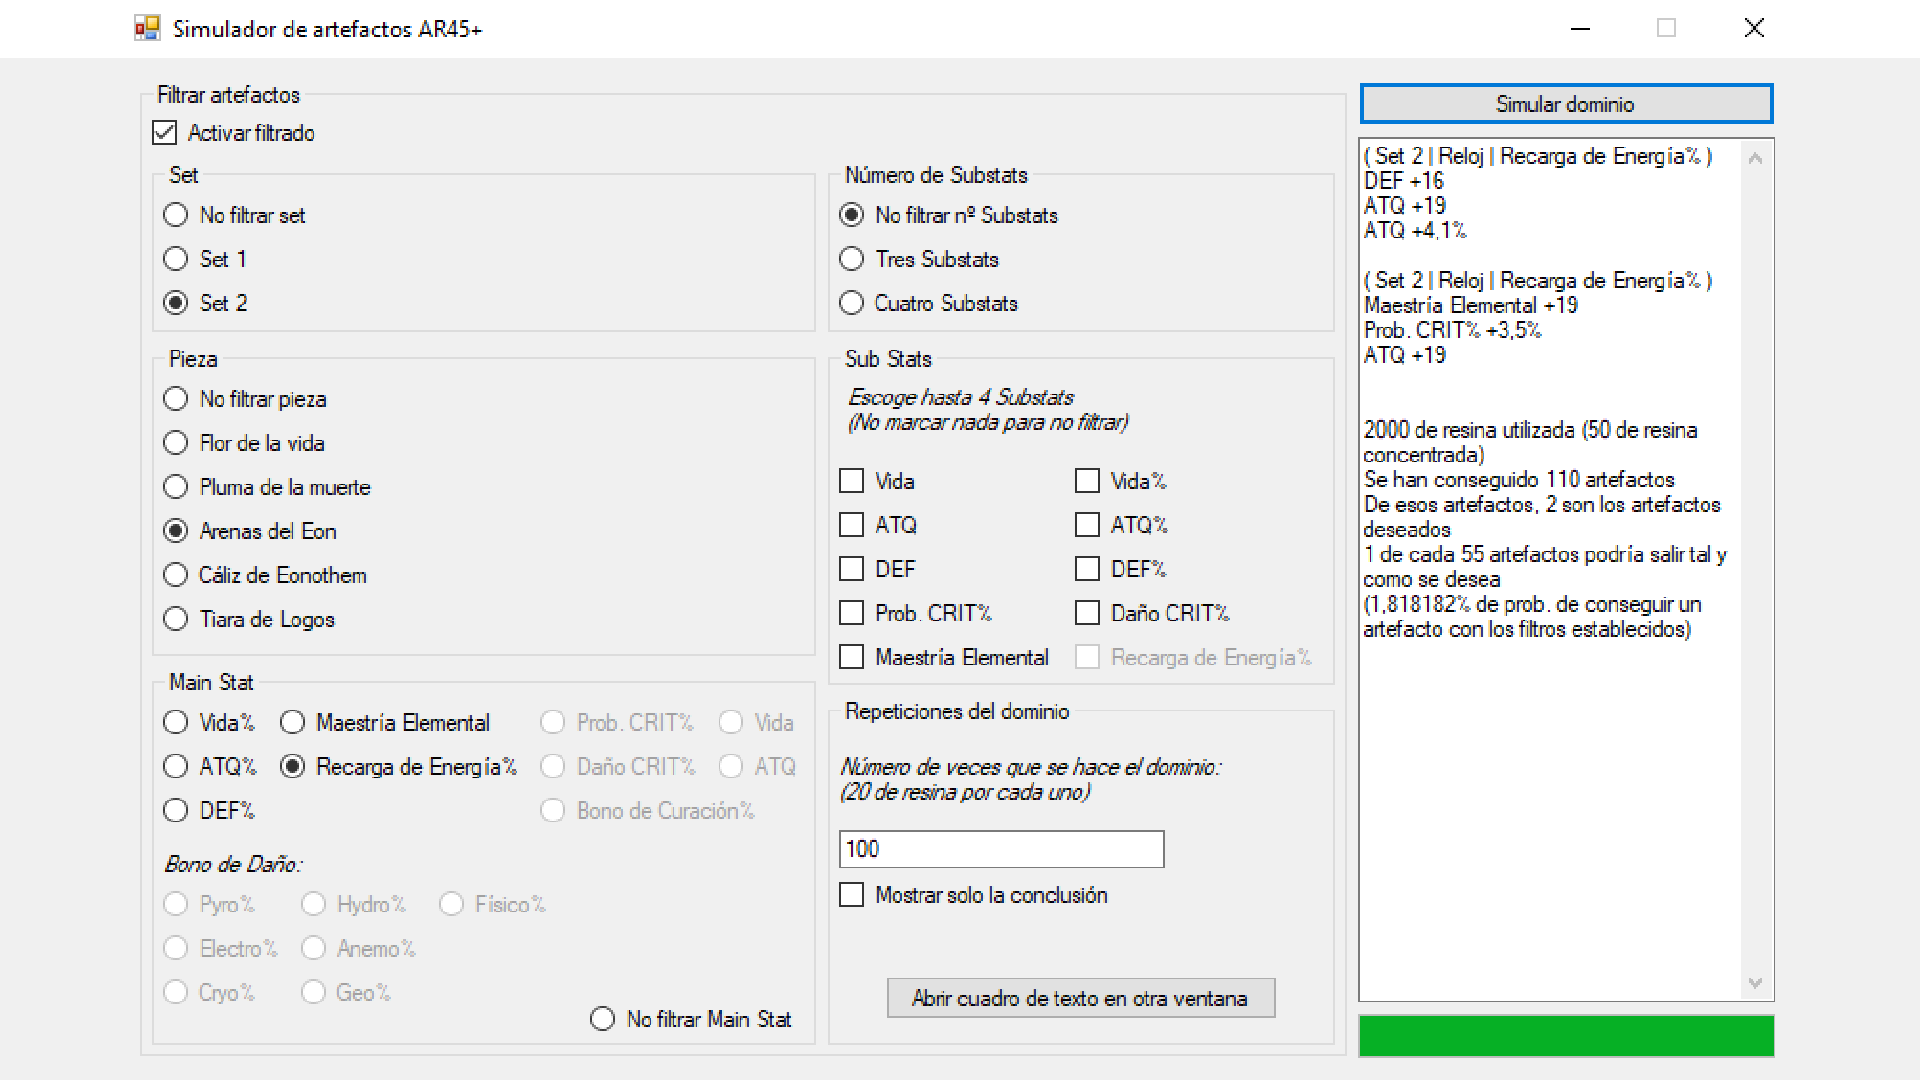 Simulador de artefactos AR45+
Filtrar artefactos
Activar filtrado
Set
No filtrar set
Set 1
Set 2
Pieza
No filtrar pieza
Flor de la vida
Pluma de la muerte
Arenas del Eon
Cáliz de Eonothem
Tiara de Logos
Main Stat
Vida% Maestría Elemental Prob. CRIT% Vida
ATQ% Recarga de Energía% Daño CRIT% ATQ
DEF% Bono de Curación%
Bono de Daño:
Pyro% Hydro% Físico%
Electro% Anemo%
Cryo% Geo%
No filtrar Main Stat
Número de Substats
No filtrar nº Substats
Tres Substats
Cuatro Substats
Sub Stats
Escoge hasta 4 Substats
(No marcar nada para no filtrar)
Vida Vida%
ATQ ATQ%
DEF DEF%
Prob. CRIT% Daño CRIT%
Maestría Elemental Recarga de Energía%
Repeticiones del dominio
Número de veces que se hace el dominio:
(20 de resina por cada uno)
100
Mostrar solo la conclusión
Abrir cuadro de texto en otra ventana
Simular dominio
( Set 2 | Reloj | Recarga de Energía% )
DEF +16
ATQ +19
ATQ +4,1%
( Set 2 | Reloj | Recarga de Energía% )
Maestría Elemental +19
Prob. CRIT% +3,5%
ATQ +19
2000 de resina utilizada (50 de resina
concentrada)
Se han conseguido 110 artefactos
De esos artefactos, 2 son los artefactos
deseados
1 de cada 55 artefactos podría salir tal y
como se desea
(1,818182% de prob. de conseguir un
artefacto con los filtros establecidos)